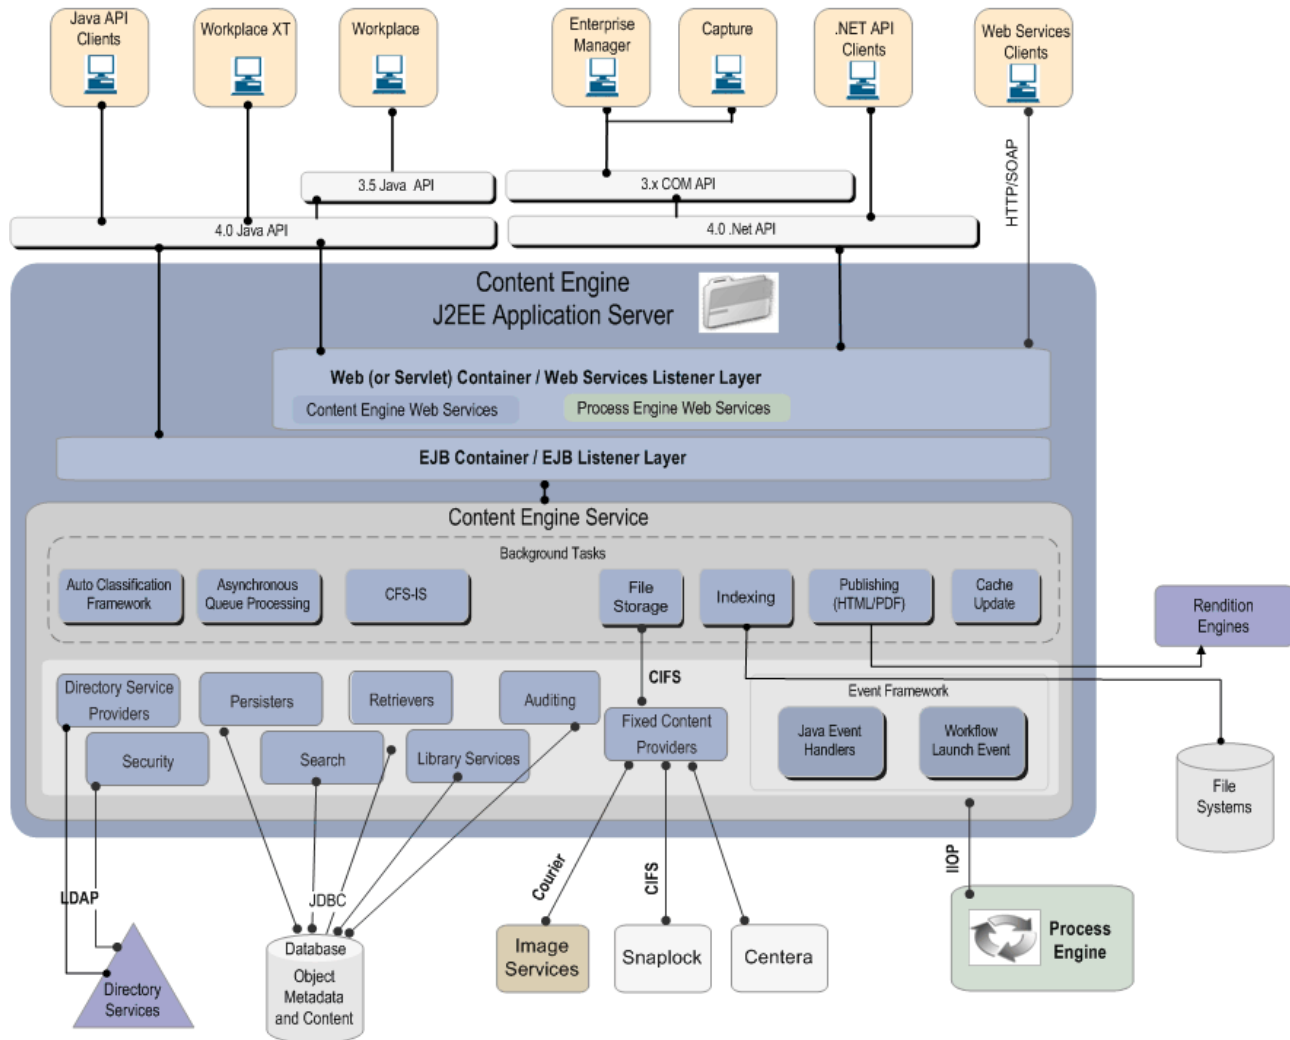 Java API
Clients
Workplace XT
Workplace
Enterprise
Manager
Capture
.NET API
Clients
Web Services
Clients
HTTP/SOAP
3.5 Java API
3.x COM API
4.0 Java API
4.0 .Net API
Content Engine
J2EE Application Server
Web (or Servlet) Container / Web Services Listener Layer
Content Engine Web Services
Process Engine Web Services
EJB Container / EJB Listener Layer
Content Engine Service
Background Tasks
Auto Classification
Framework
Asynchronous
Queue Processing
CFS-IS
File
Storage
Indexing
Publishing
(HTML/PDF)
Cache
Update
Rendition
Engines
CIFS
Directory Service
Providers
Persisters
Retrievers
Auditing
Security
Search
Library Services
Fixed Content
Providers
Event Framework
Java Event
Handlers
Workflow
Launch Event
File
Systems
LDAP
JDBC
Courier
CIFS
IIOP
Directory
Services
Database
Object
Metadata
and Content
Image
Services
Snaplock
Centera
Process
Engine